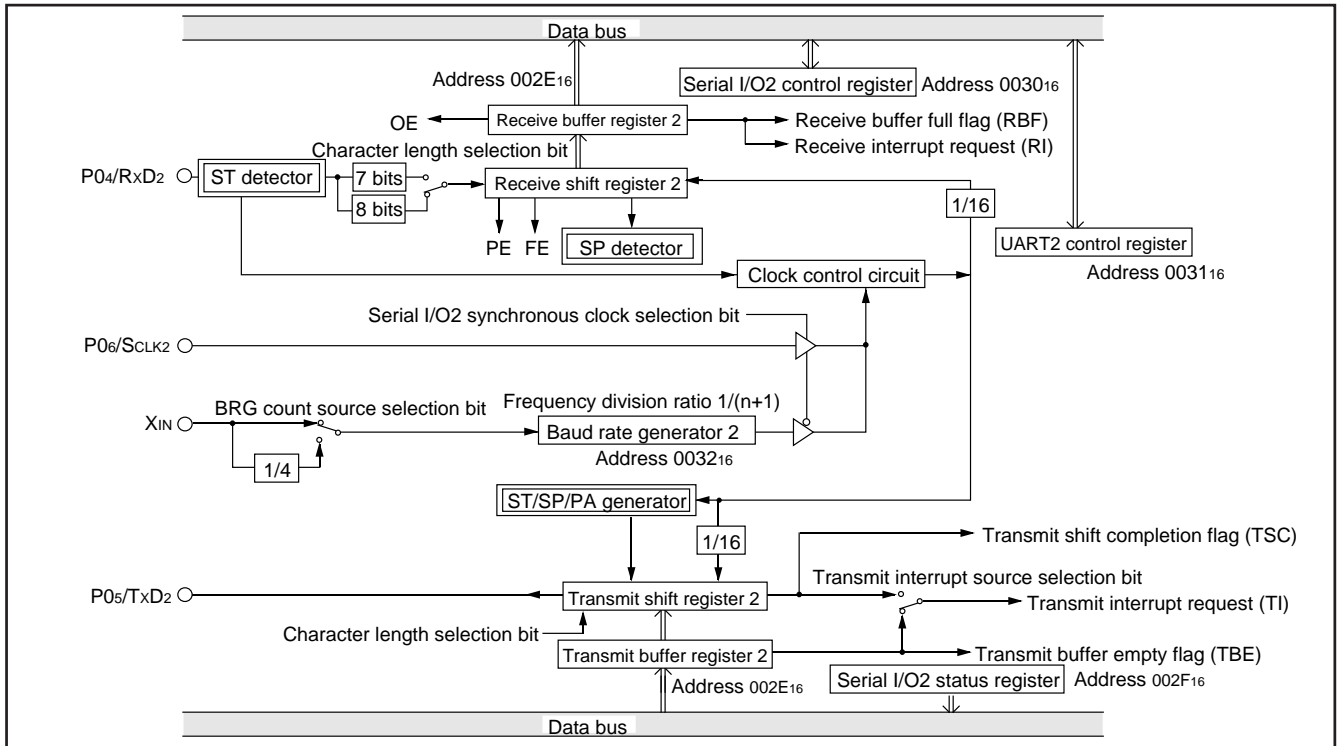 Data bus
Address 002E16
Serial I/O2 control register Address 003016
OE
Receive buffer register 2
Receive buffer full flag (RBF)
Receive interrupt request (RI)
Character length selection bit
P04/RXD2
ST detector
7 bits
8 bits
Receive shift register 2
1/16
PE FE
SP detector
UART2 control register
Address 003116
Clock control circuit
Serial I/O2 synchronous clock selection bit
P06/SCLK2
XIN
BRG count source selection bit
Frequency division ratio 1/(n+1)
Baud rate generator 2
Address 003216
1/4
ST/SP/PA generator
1/16
Transmit shift completion flag (TSC)
Transmit interrupt source selection bit
P05/TXD2
Transmit shift register 2
Transmit interrupt request (TI)
Character length selection bit
Transmit buffer register 2
Transmit buffer empty flag (TBE)
Address 002E16
Serial I/O2 status register Address 002F16
Data bus